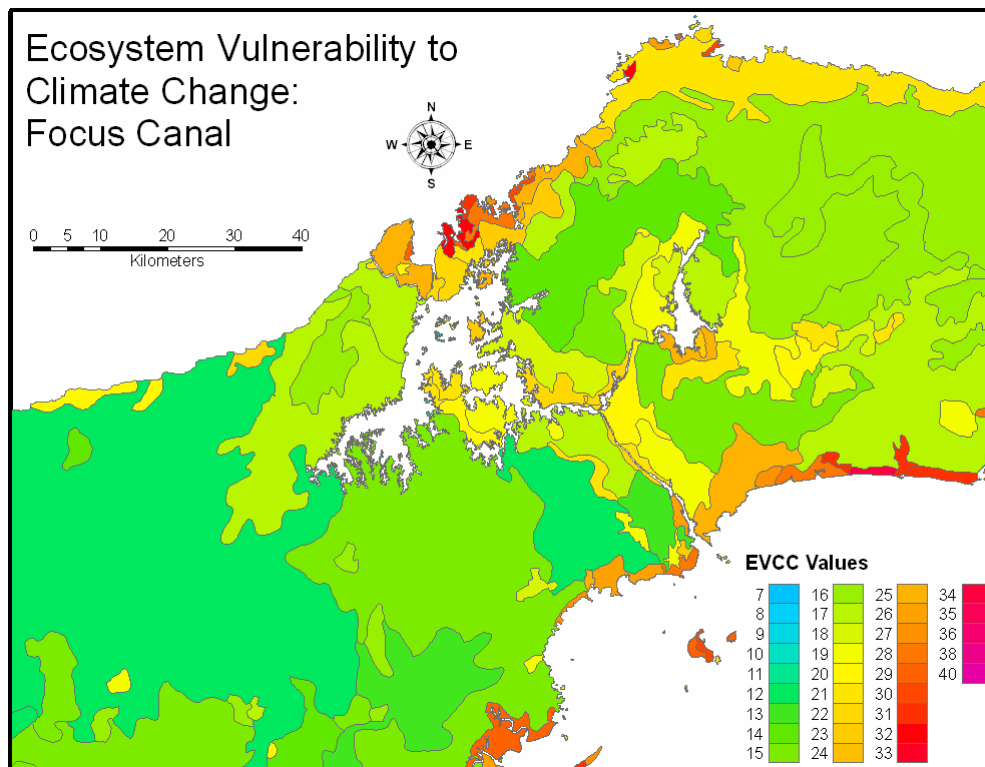 Ecosystem Vulnerability to
Climate Change:
Focus Canal
N
W E
S
0 5 10 20 30 40
Kilometers
EVCC Values
7 16 25 34
8 17 26 35
9 18 27 36
10 19 28 38
11 20 29 40
12 21 30
13 22 31
14 23 32
15 24 33